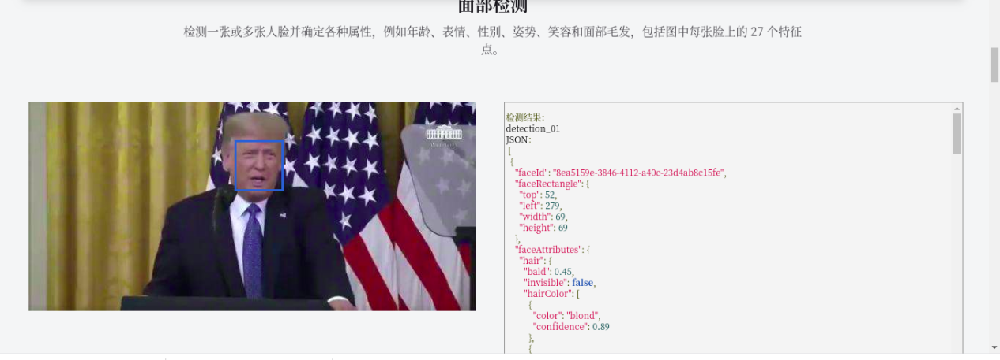 面部检测
检测一张或多张人脸并确定各种属性，例如年龄、表情、性别、姿势、笑容和面部毛发，包括图中每张脸上的 27 个特征
点。
检测结果：
detection_01
JSON：
[
{
"faceId": "8ea5159e-3846-4112-a40c-23d4ab8c15fe",
"faceRectangle": {
"top": 52,
"left": 279,
"width": 69,
"height": 69
},
"faceAttributes": {
"hair": {
"bald": 0.45,
"invisible": false,
"hairColor": [
{
"color": "blond",
"confidence": 0.89
},
{